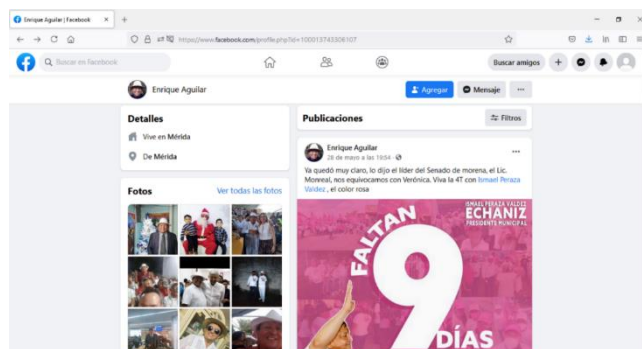 Enrique Aguilar | Facebook
https://www.facebook.com/profile.php?id=100013743306107
Buscar en Facebook
Buscar amigos
Enrique Aguilar
Agregar
Mensaje
Detalles
Vive en Mérida
De Mérida
Fotos
Ver todas las fotos
Publicaciones
Filtros
Enrique Aguilar
28 de mayo a las 19:54
Ya quedó muy claro, lo dijo el líder del Senado de morena, el Lic.
Monreal, nos equivocamos con Verónica. Viva la 4T con Ismael Peraza
Valdez , el color rosa
ISMAEL PERAZA VALDEZ
ECHANIZ
PRESIDENTE MUNICIPAL
FALTAN
9
DÍAS